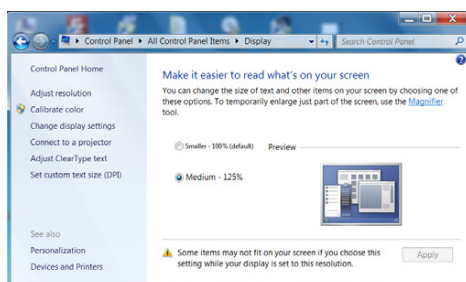 Control Panel ▸ All Control Panel Items ▸ Display
Search Control Panel
Control Panel Home
Adjust resolution
Calibrate color
Change display settings
Connect to a projector
Adjust ClearType text
Set custom text size (DPI)
See also
Personalization
Devices and Printers
Make it easier to read what's on your screen
You can change the size of text and other items on your screen by choosing one of
these options. To temporarily enlarge just part of the screen, use the Magnifier
tool.
Smaller - 100% (default)
Preview
Medium - 125%
Some items may not fit on your screen if you choose this
setting while your display is set to this resolution.
Apply